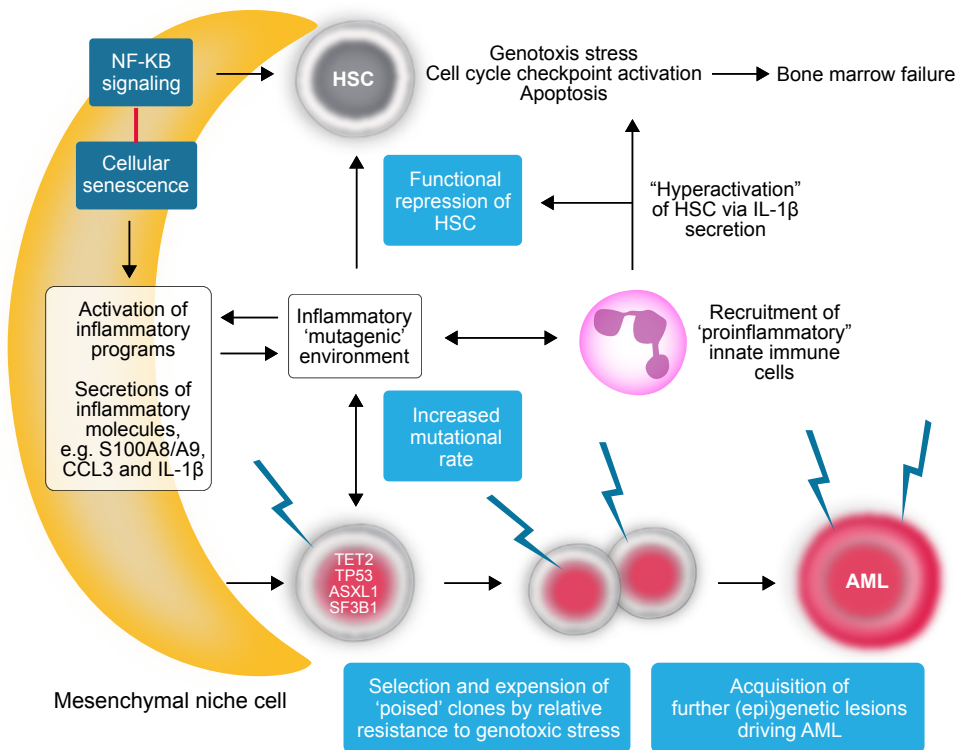 NF-KB
signaling
HSC
Genotoxis stress
Cell cycle checkpoint activation
Apoptosis
Bone marrow failure
Cellular
senescence
Functional
repression of
HSC
“Hyperactivation”
of HSC via IL-1β
secretion
Activation of
inflammatory
programs
Secretions of
inflammatory
molecules,
e.g. S100A8/A9,
CCL3 and IL-1β
Inflammatory
‘mutagenic’
environment
Recruitment of
‘proinflammatory”
innate immune
cells
Increased
mutational
rate
TET2
TP53
ASXL1
SF3B1
AML
Mesenchymal niche cell
Selection and expension of
‘poised’ clones by relative
resistance to genotoxic stress
Acquisition of
further (epi)genetic lesions
driving AML